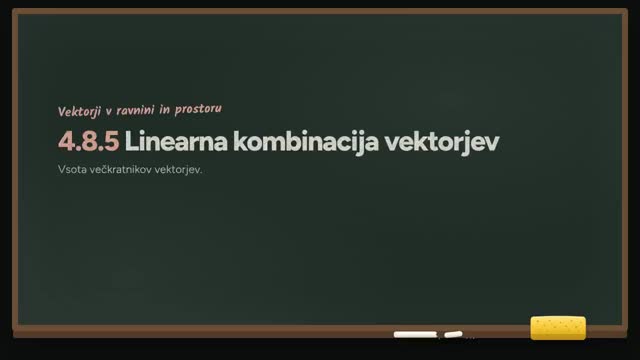 Vektorji v ravnini in prostoru
4.8.5 Linearna kombinacija vektorjev
Vsota večkratnikov vektorjev.